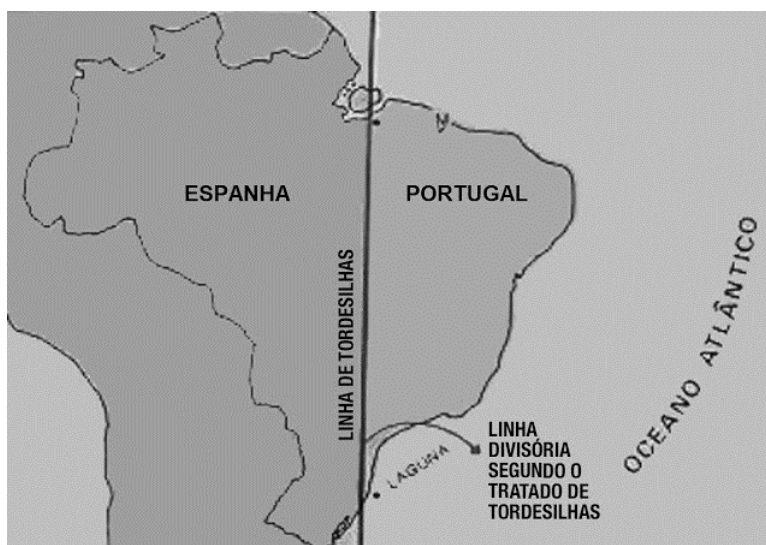 ESPANHA
PORTUGAL
LINHA DE TORDESILHAS
OCEANO ATLÂNTICO
LAGUNA
LINHA
DIVISÓRIA
SEGUNDO O
TRATADO DE
TORDESILHAS